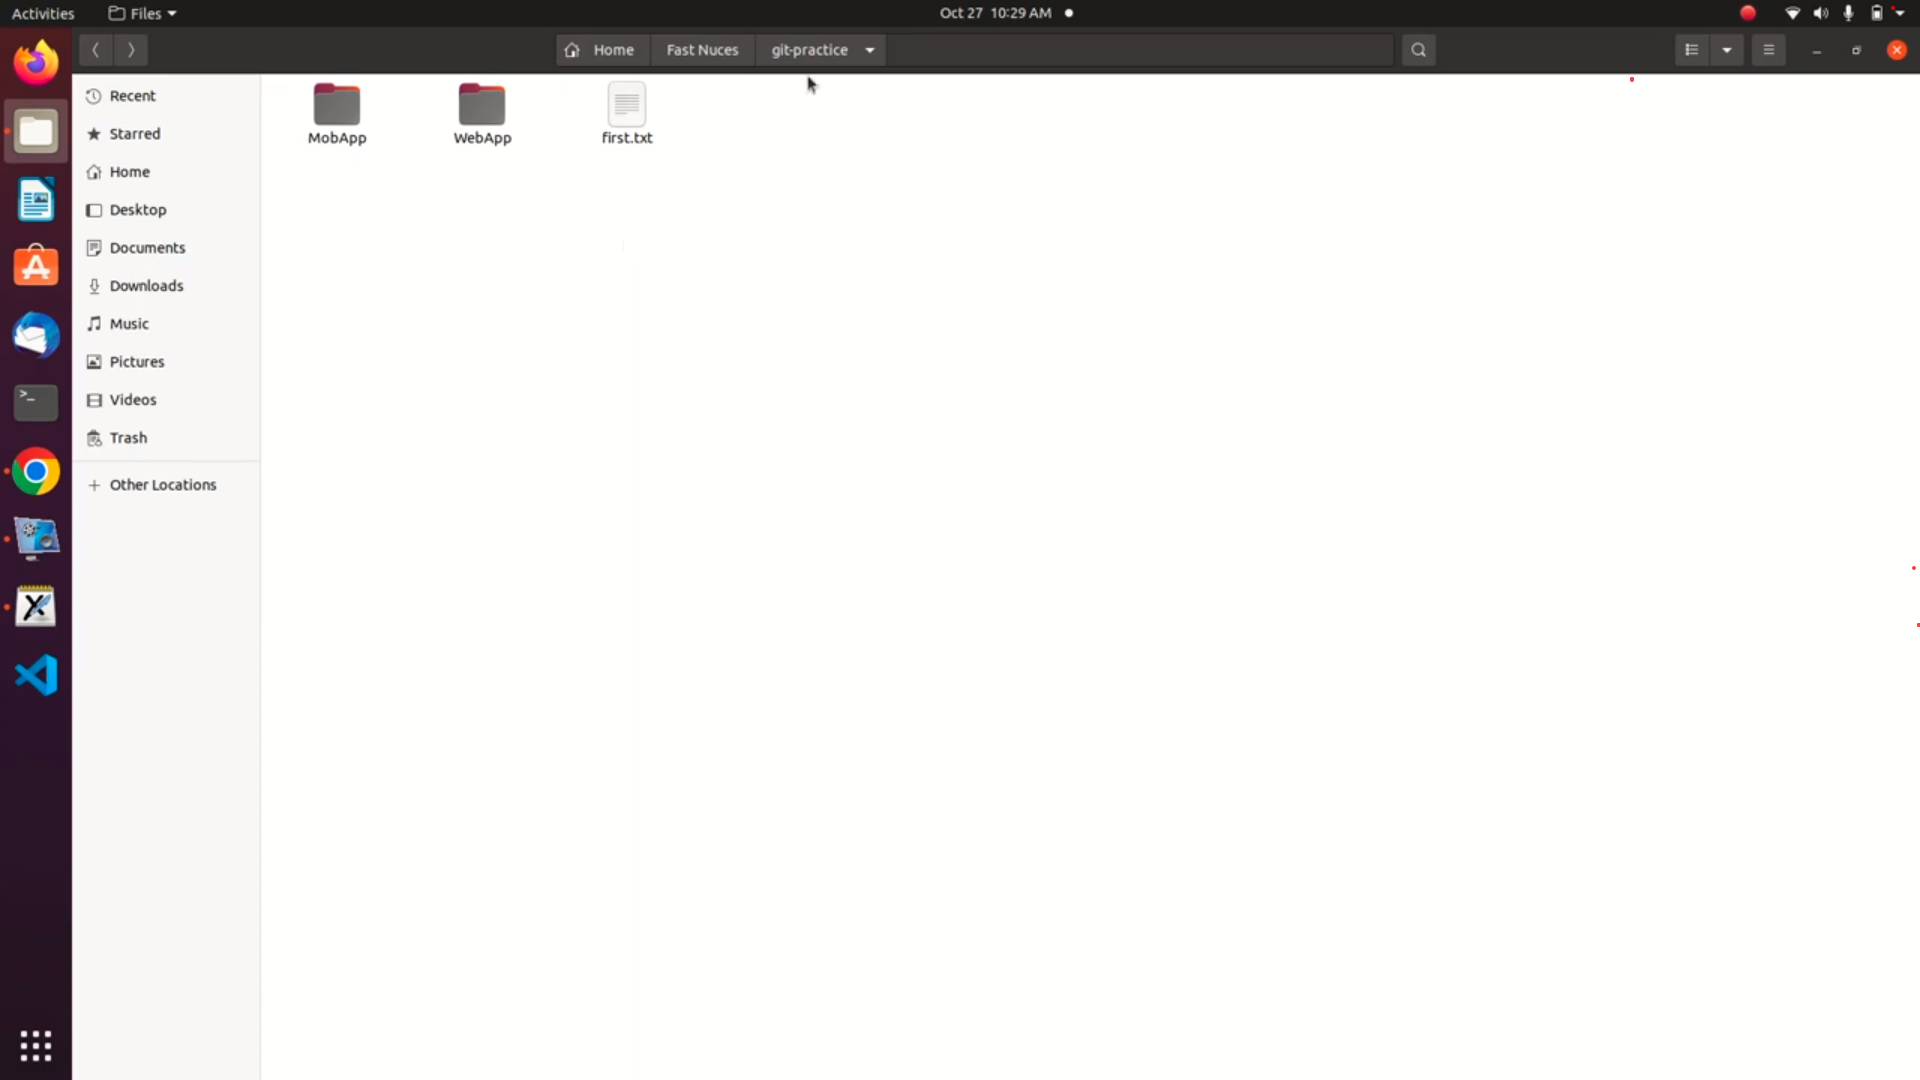 Activities Files Oct 27 10:29 AM
Home Fast Nuces git-practice
Recent
Starred
Home
Desktop
Documents
Downloads
Music
Pictures
Videos
Trash
Other Locations
MobApp WebApp first.txt